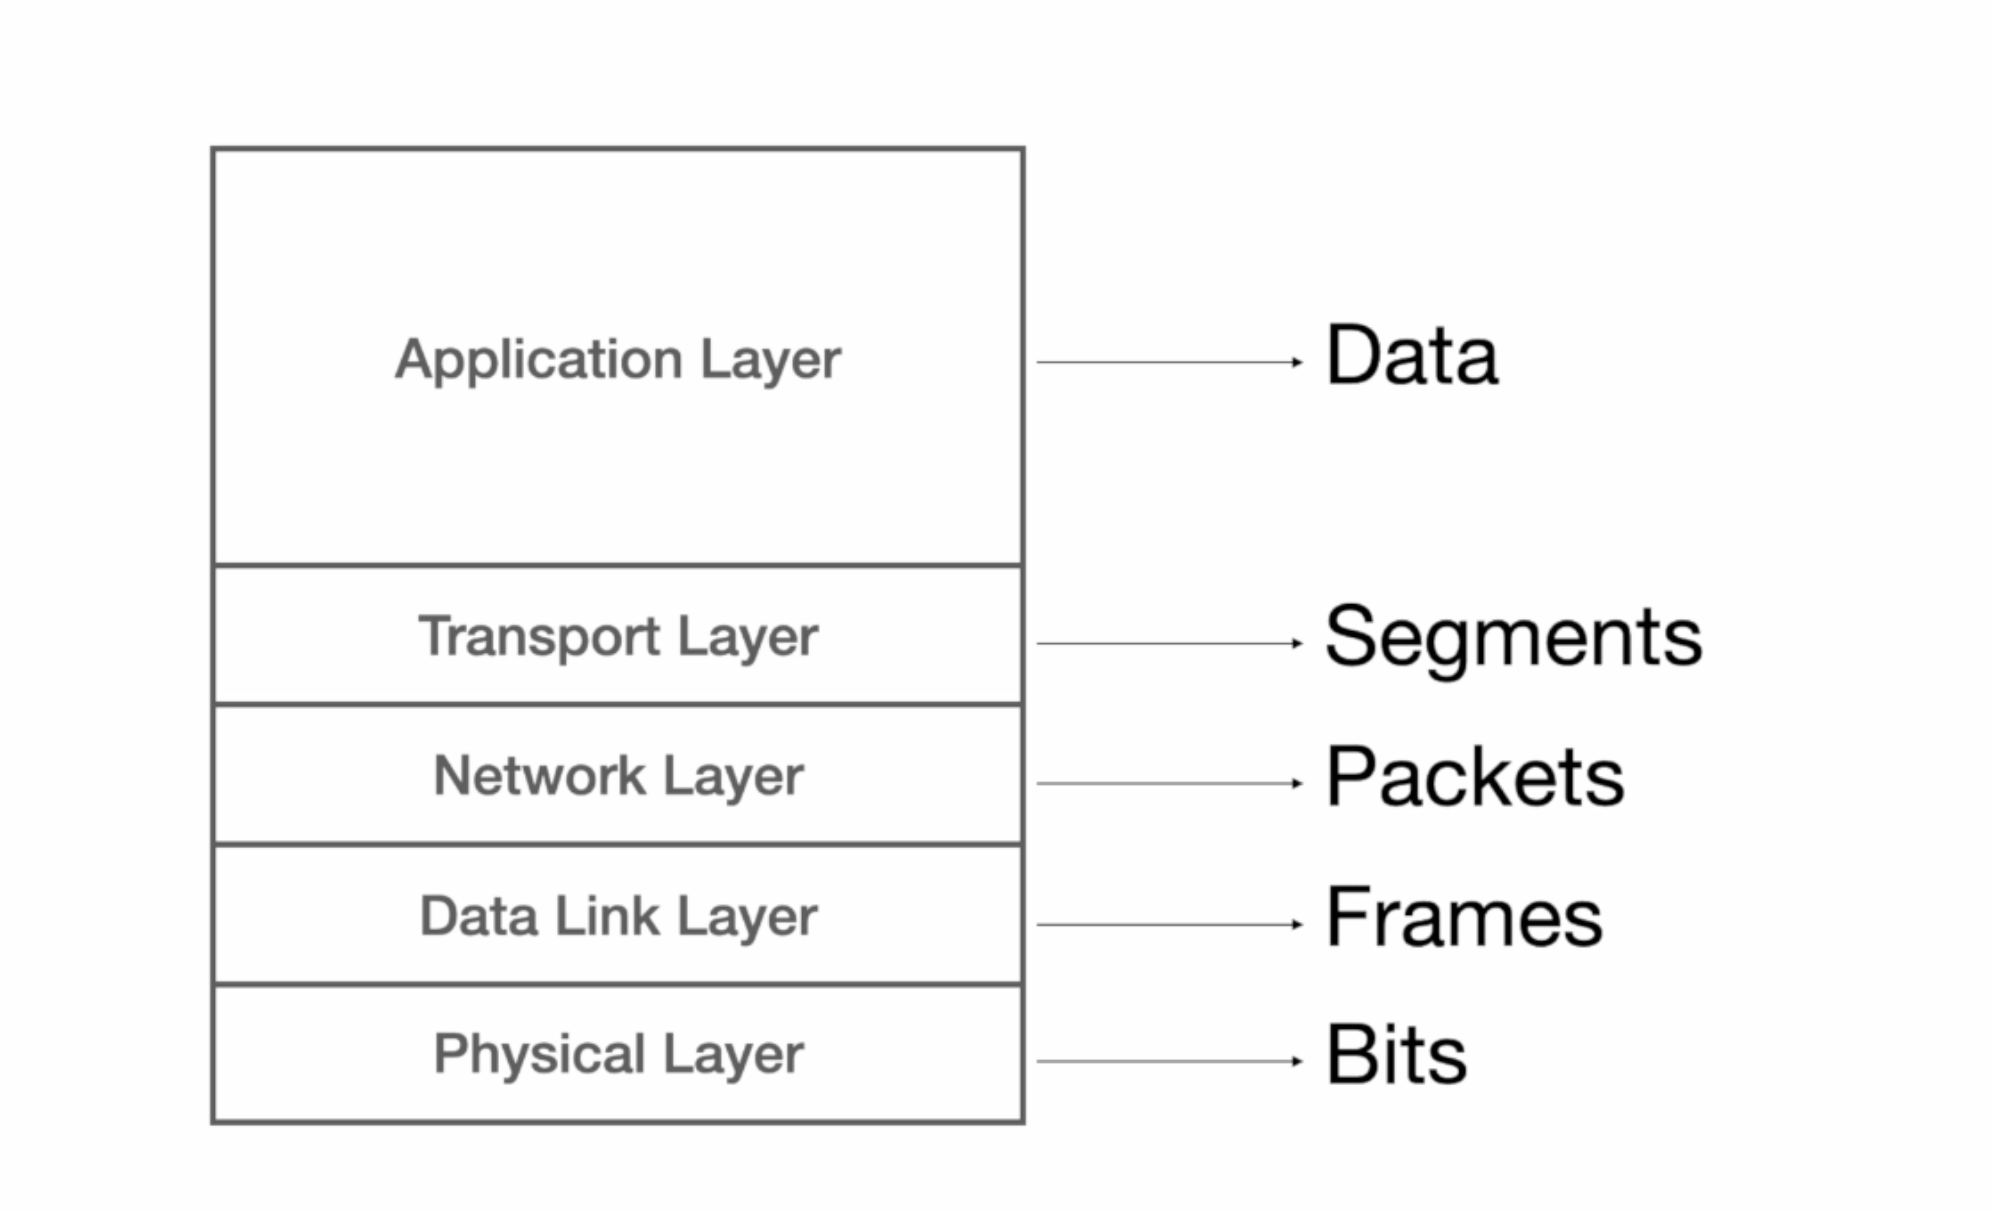 Application Layer
Data
Transport Layer
Segments
Network Layer
Packets
Data Link Layer
Frames
Physical Layer
Bits